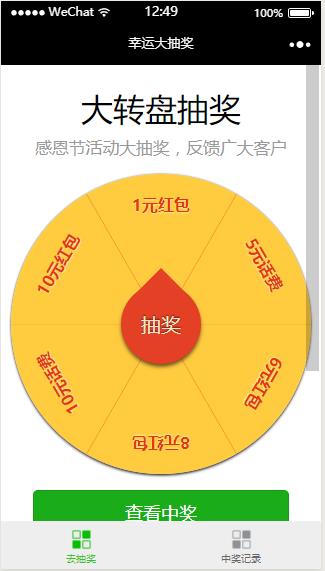 WeChat
12:49
100%
幸运大抽奖
大转盘抽奖
感恩节活动大抽奖，反馈广大客户
1元红包
5元话费
6元红包
8元红包
10元话费
10元红包
抽奖
查看中奖
去抽奖
中奖记录